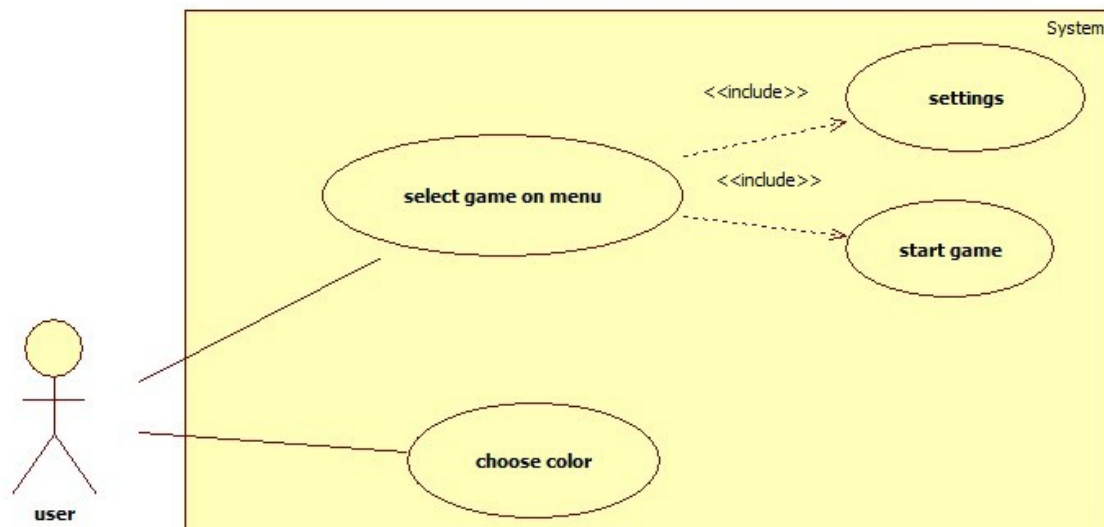 System
<<include>>
settings
select game on menu
<<include>>
start game
choose color
user